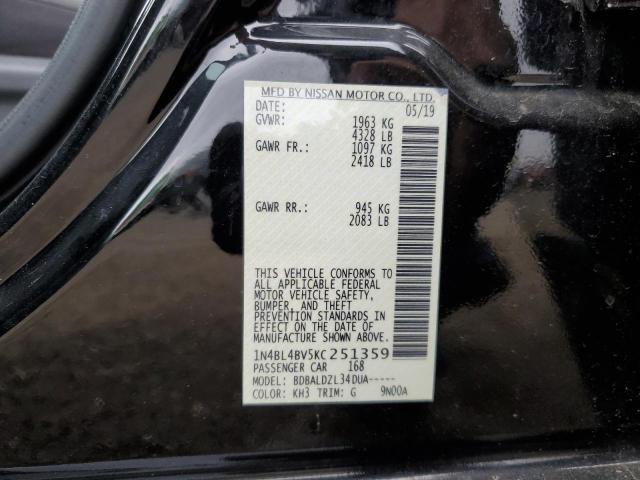 MFD BY NISSAN MOTOR CO., LTD.
DATE: 05/19
GVWR: 1963 KG
4328 LB
GAWR FR.: 1097 KG
2418 LB
GAWR RR.: 945 KG
2083 LB
THIS VEHICLE CONFORMS TO
ALL APPLICABLE FEDERAL
MOTOR VEHICLE SAFETY,
BUMPER, AND THEFT
PREVENTION STANDARDS IN
EFFECT ON THE DATE OF
MANUFACTURE SHOWN ABOVE.
1N4BL4BV5KC251359
PASSENGER CAR 168
MODEL: BDBALDZL34DUA-----
COLOR: KH3 TRIM: G 9N00A